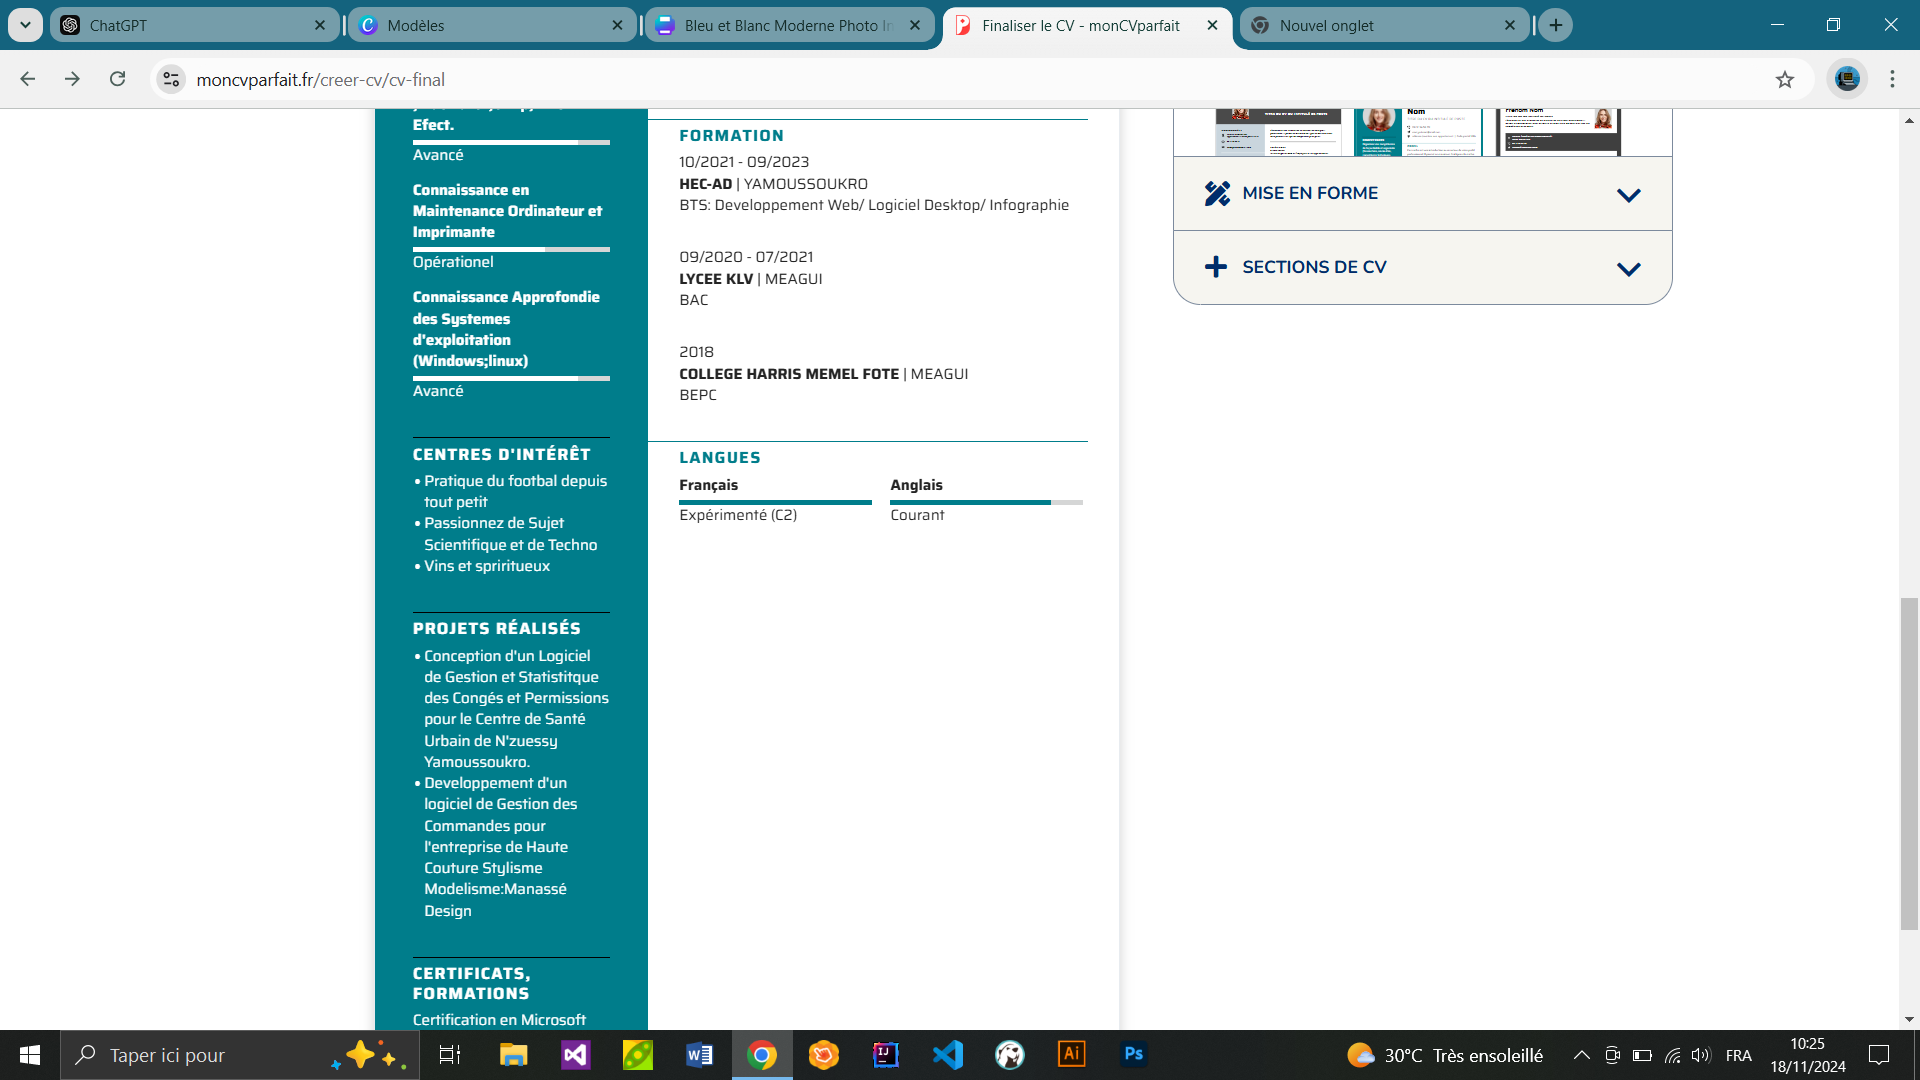 ChatGPT
Modèles
Bleu et Blanc Moderne Photo In
Finaliser le CV - monCVparfait
Nouvel onglet
moncvparfait.fr/creer-cv/cv-final
Efect.
Avancé
Connaissance en
Maintenance Ordinateur et
Imprimante
Opérationel
Connaissance Approfondie
des Systemes
d'exploitation
(Windows;linux)
Avancé
CENTRES D'INTÉRÊT
• Pratique du footbal depuis
tout petit
• Passionnez de Sujet
Scientifique et de Techno
• Vins et spriritueux
PROJETS RÉALISÉS
• Conception d'un Logiciel
de Gestion et Statistitque
des Congés et Permissions
pour le Centre de Santé
Urbain de N'zuessy
Yamoussoukro.
• Developpement d'un
logiciel de Gestion des
Commandes pour
l'entreprise de Haute
Couture Stylisme
Modelisme:Manassé
Design
CERTIFICATS,
FORMATIONS
Certification en Microsoft
FORMATION
10/2021 - 09/2023
HEC-AD | YAMOUSSOUKRO
BTS: Developpement Web/ Logiciel Desktop/ Infographie
09/2020 - 07/2021
LYCEE KLV | MEAGUI
BAC
2018
COLLEGE HARRIS MEMEL FOTE | MEAGUI
BEPC
LANGUES
Français
Expérimenté (C2)
Anglais
Courant
Nom
Prénom Nom
MISE EN FORME
SECTIONS DE CV
Taper ici pour
30°C Très ensoleillé
FRA
10:25
18/11/2024